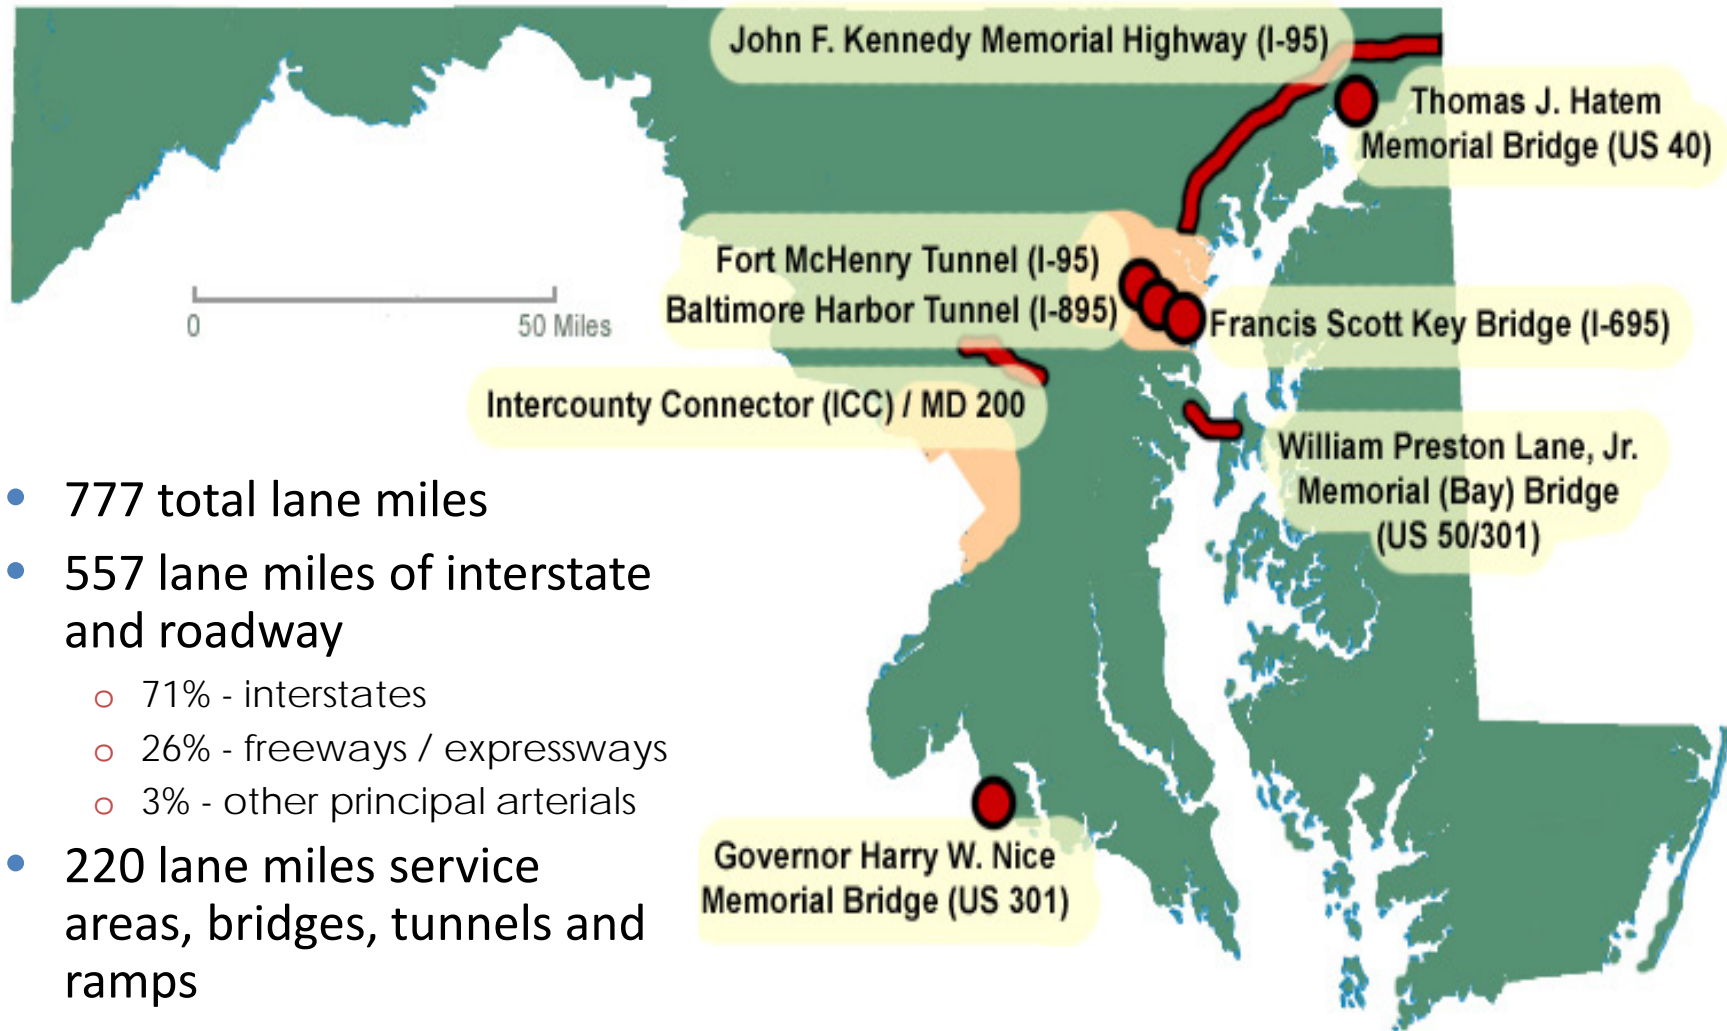 John F. Kennedy Memorial Highway (I-95)
Thomas J. Hatem
Memorial Bridge (US 40)
Fort McHenry Tunnel (I-95)
Baltimore Harbor Tunnel (I-895)
Francis Scott Key Bridge (I-695)
0
50 Miles
Intercounty Connector (ICC) / MD 200
William Preston Lane, Jr.
Memorial (Bay) Bridge
(US 50/301)
• 777 total lane miles
• 557 lane miles of interstate
and roadway
o 71% - interstates
o 26% - freeways / expressways
o 3% - other principal arterials
• 220 lane miles service
areas, bridges, tunnels and
ramps
Governor Harry W. Nice
Memorial Bridge (US 301)